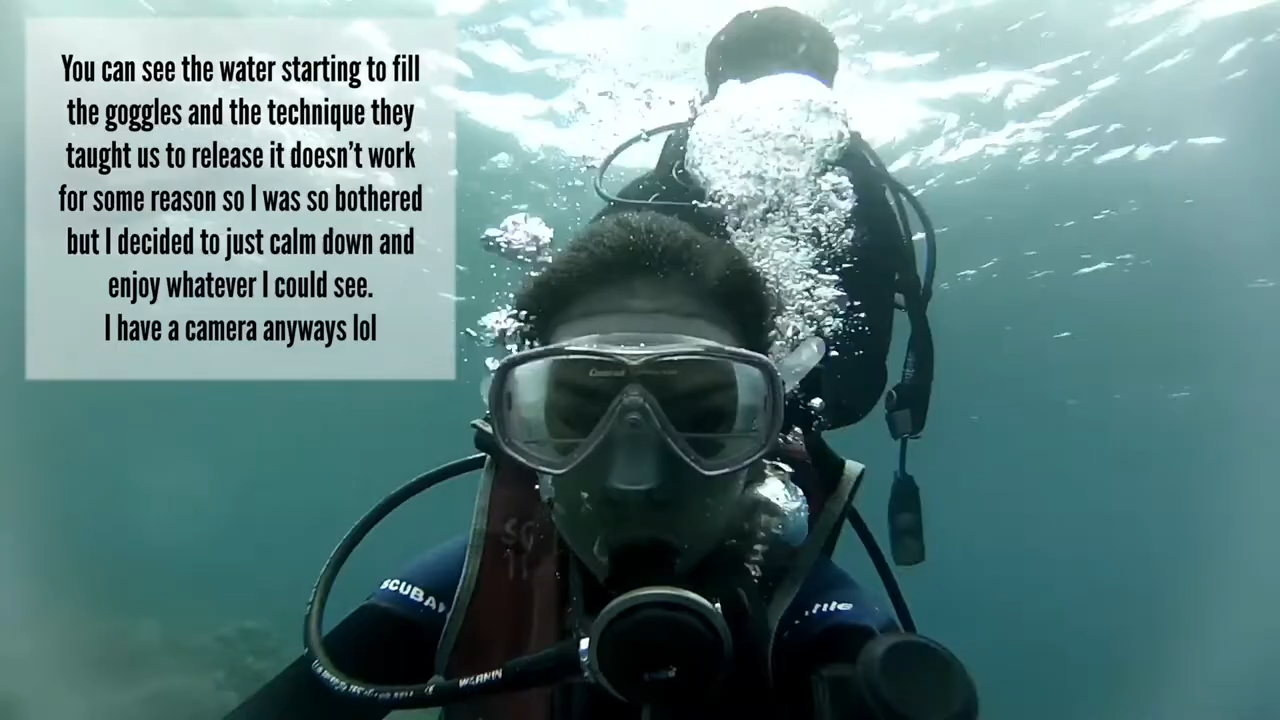 You can see the water starting to fill
the goggles and the technique they
taught us to release it doesn't work
for some reason so I was so bothered
but I decided to just calm down and
enjoy whatever I could see.
I have a camera anyways lol
SCUBA
WARNIN